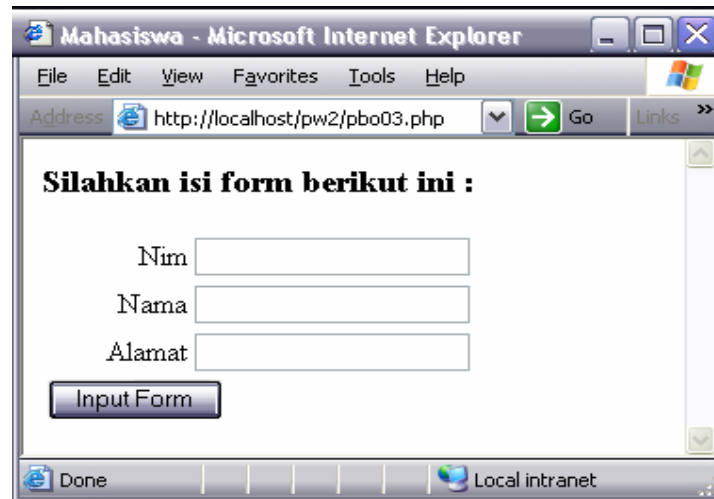 Mahasiswa - Microsoft Internet Explorer
File Edit View Favorites Tools Help
Address http://localhost/pw2/pbo03.php Go Links »
Silahkan isi form berikut ini :
Nim
Nama
Alamat
Input Form
Done Local intranet